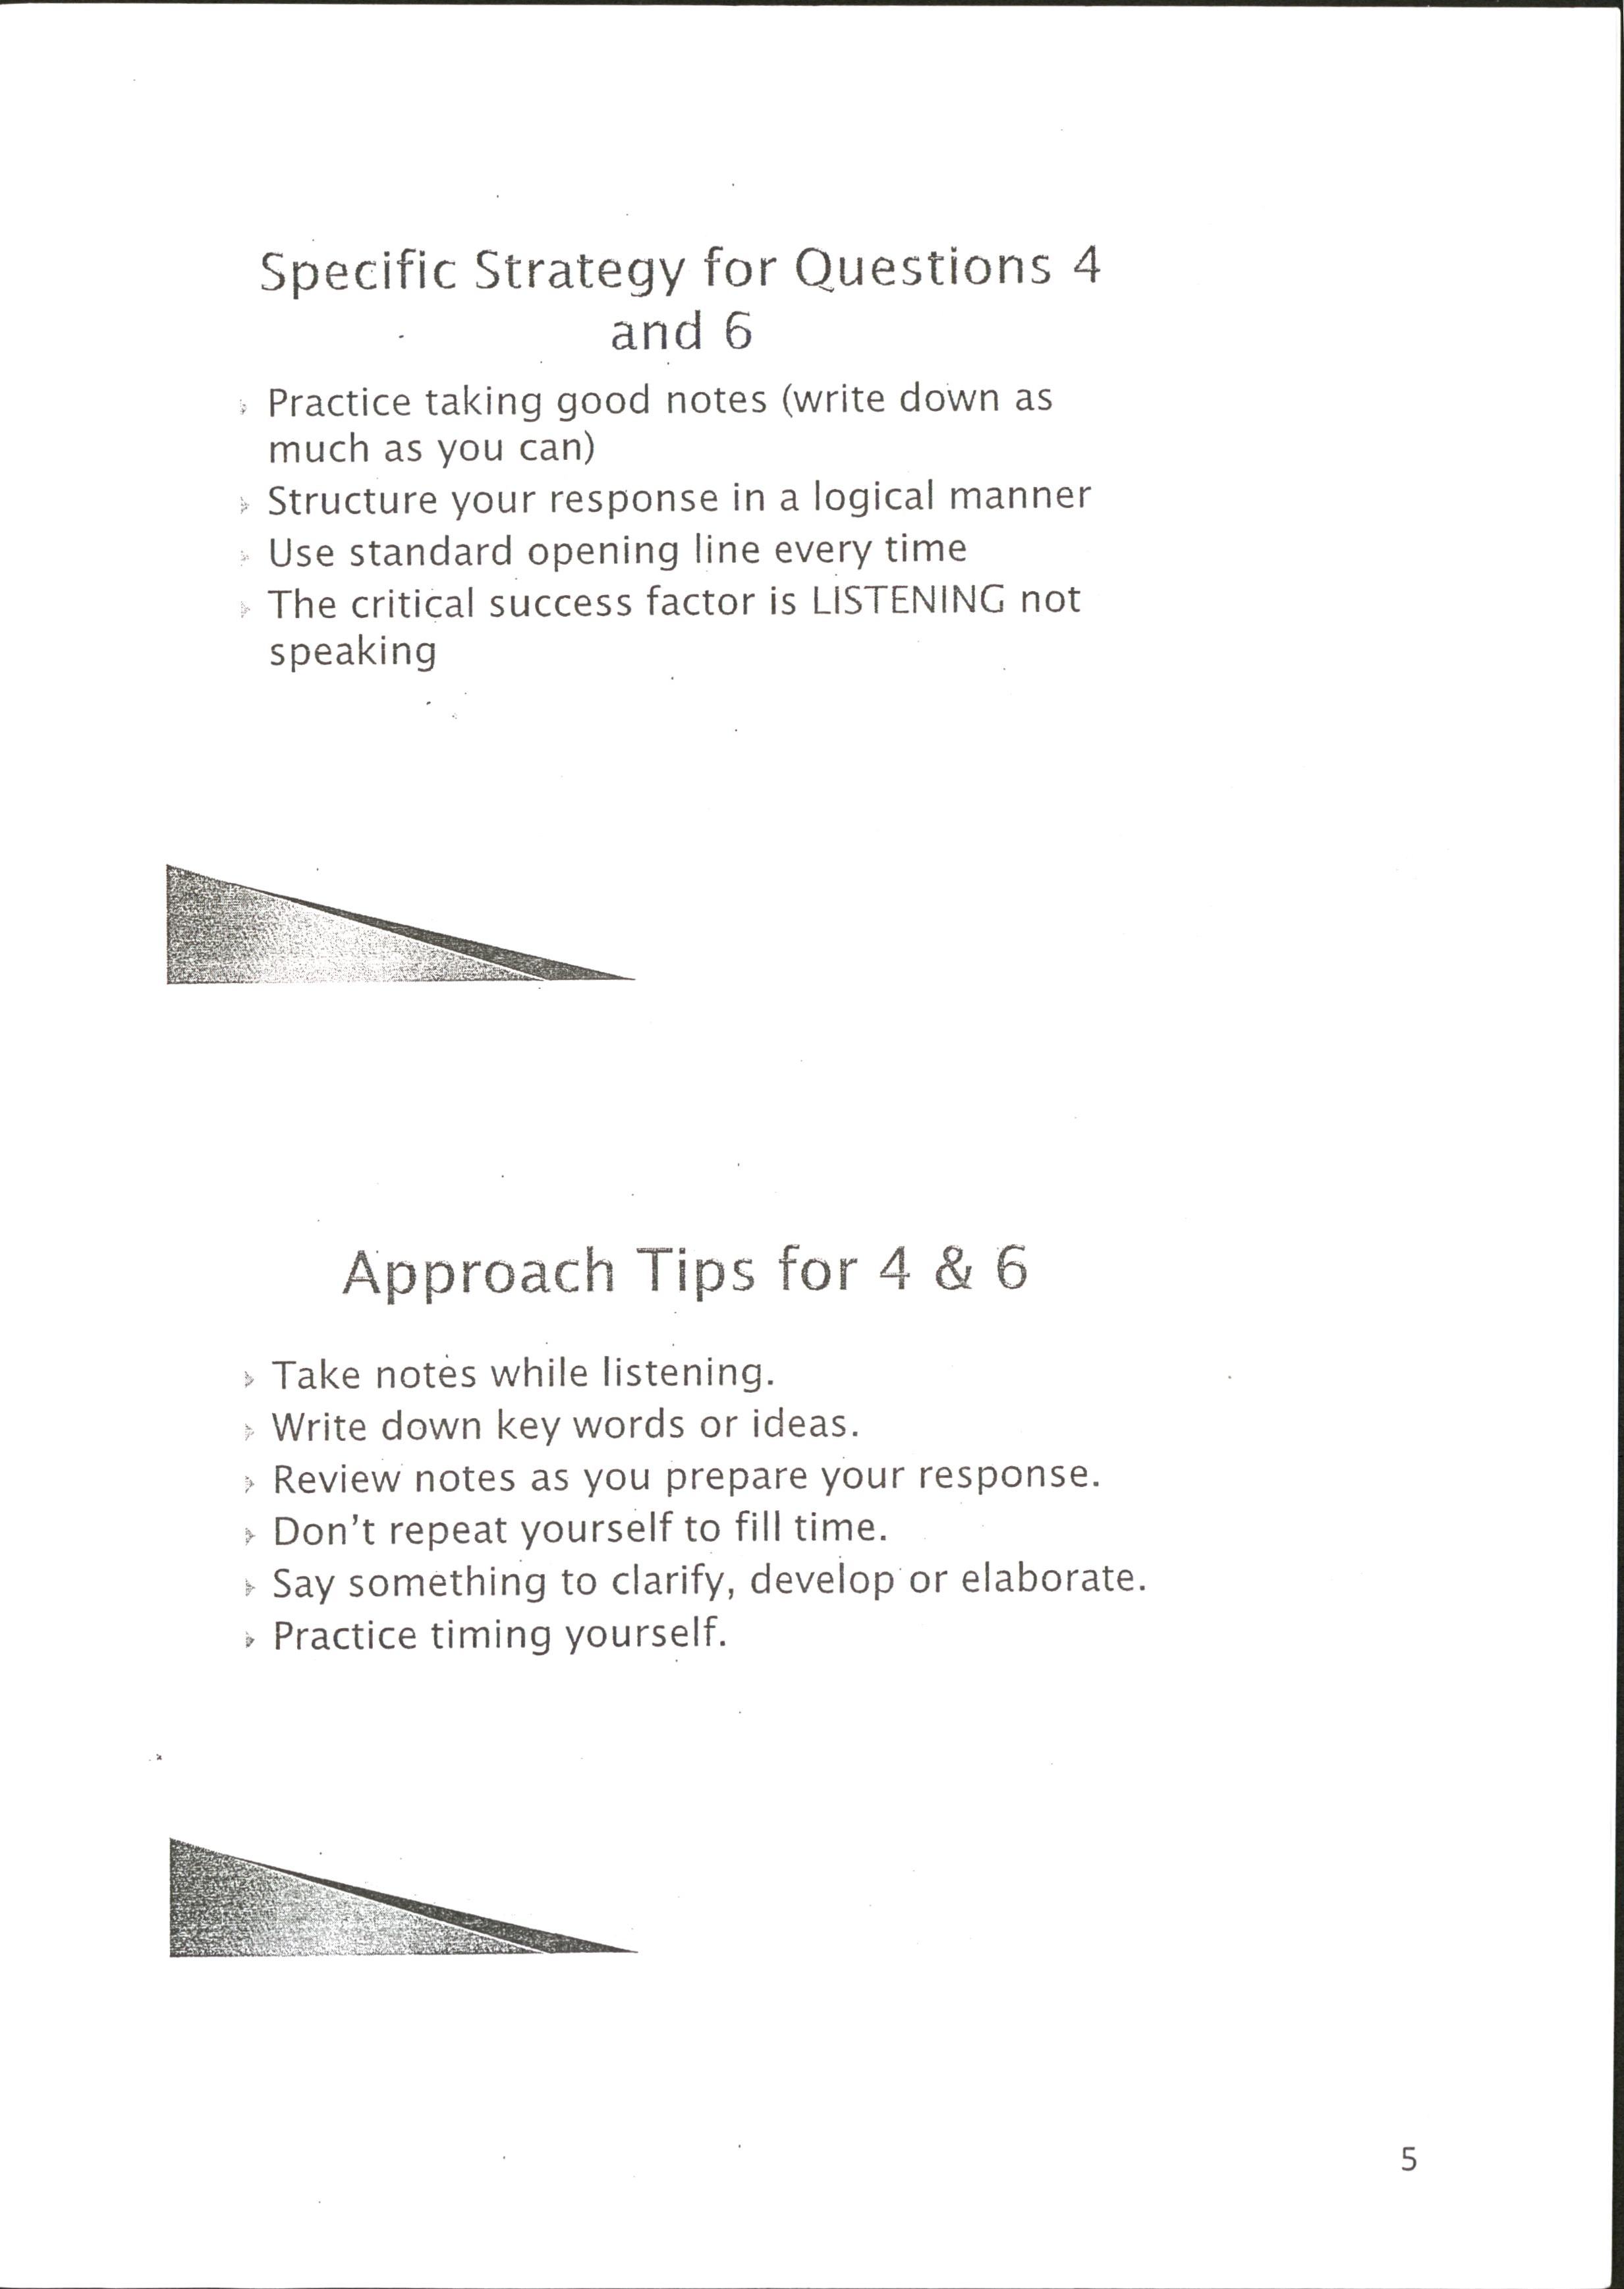 Specific Strategy for Questions 4
and 6
Practice taking good notes (write down as
much as you can)
Structure your response in a logical manner
Use standard opening line every time
The critical success factor is LISTENING not
speaking
Approach Tips for 4 & 6
Take notes while listening.
Write down key words or ideas.
Review notes as you prepare your response.
Don't repeat yourself to fill time.
Say something to clarify, develop or elaborate.
Practice timing yourself.
5